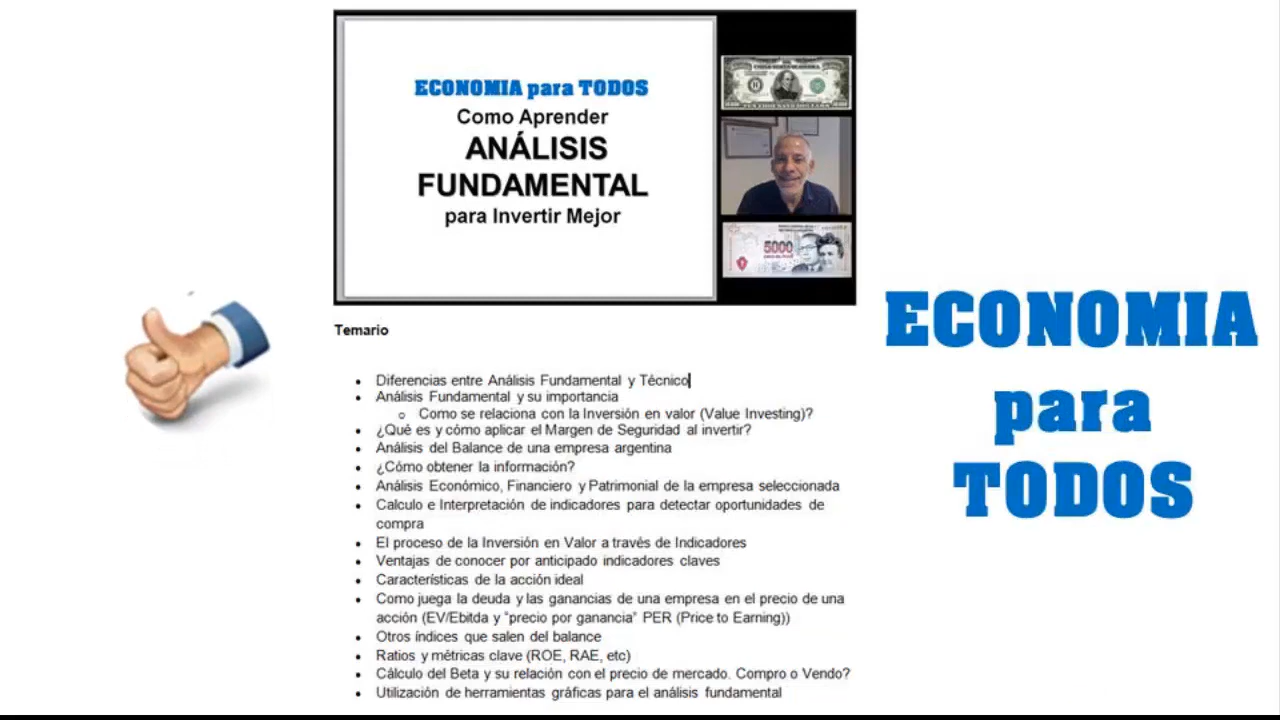 ECONOMIA para TODOS
Como Aprender
ANÁLISIS
FUNDAMENTAL
para Invertir Mejor
5000
Temario
Diferencias entre Análisis Fundamental y Técnico
Análisis Fundamental y su importancia
Como se relaciona con la Inversión en valor (Value Investing)?
¿Qué es y cómo aplicar el Margen de Seguridad al invertir?
Análisis del Balance de una empresa argentina
¿Cómo obtener la información?
Análisis Económico, Financiero y Patrimonial de la empresa seleccionada
Calculo e Interpretación de indicadores para detectar oportunidades de
compra
El proceso de la Inversión en Valor a través de Indicadores
Ventajas de conocer por anticipado indicadores claves
Características de la acción ideal
Como juega la deuda y las ganancias de una empresa en el precio de una
acción (EV/Ebitda y "precio por ganancia" PER (Price to Earning))
Otros índices que salen del balance
Ratios y métricas clave (ROE, RAE, etc)
Cálculo del Beta y su relación con el precio de mercado. Compro o Vendo?
Utilización de herramientas gráficas para el análisis fundamental
ECONOMIA
para
TODOS